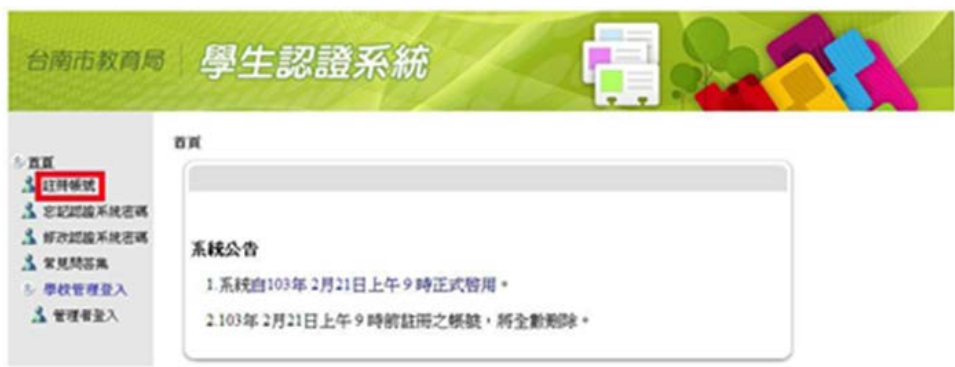 台南市教育局 學生認證系統
首頁
首頁
註冊帳號
忘記認證系統密碼
修改認證系統密碼
常見問答集
學校管理登入
管理者登入
系統公告
1.系統自103年 2月21日上午 9 時正式啓用。
2.103年 2月21日上午 9 時前註冊之帳號，將全數刪除。